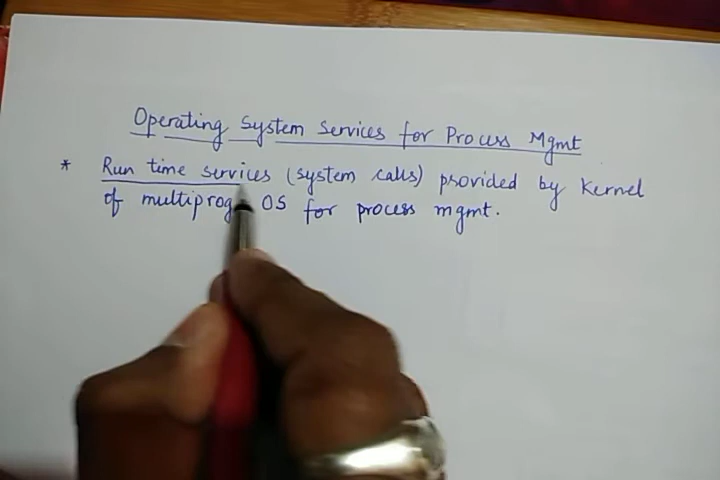 Operating System Services for Process Mgmt
* Run time services (system calls) provided by Kernel
of multiprog OS for process mgmt.